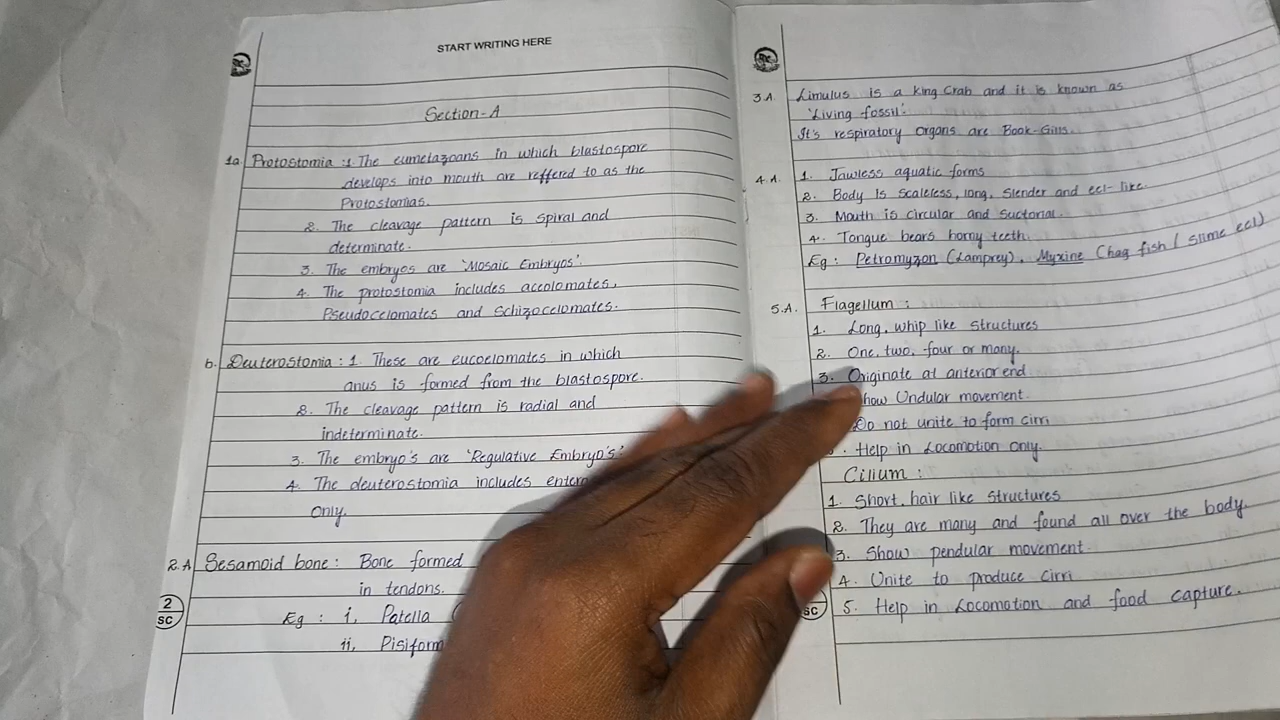 START WRITING HERE
Section-A
1a Protostomia : 1. The eumetazoans in which blastospore
develops into mouth are reffered to as the
Protostomias.
2. The cleavage pattern is spiral and
determinate.
3. The embryos are 'Mosaic Embryos'.
4. The protostomia includes accolomates,
Pseudocelomates and Schizocelomates.
b. Deuterostomia : 1. These are eucoelomates in which
anus is formed from the blastospore.
2. The cleavage pattern is radial and
indeterminate.
3. The embryo's are 'Regulative Embryo's'
4. The deuterostomia includes
Only.
2.A Sesamoid bone : Bone formed
in tendons.
Eg : i, Patella
ii, Pisiform
2
SC
3 A. Limulus is a King Crab and it is known as
'Living fossil'.
It's respiratory organs are Book-Gills.
4.A. 1. Jawless aquatic forms
2. Body is Scaleless, long, Slender and eel-like.
3. Mouth is circular and Suctorial.
4. Tongue bears horny teeth.
Eg : Petromyzon (Lamprey), Myxine (hag fish / slime eel)
5.A. Flagellum :
1. Long, whip like structures
2. One, two, four or many.
3. Originate at anterior end
how Undular movement.
Do not unite to form cirri
. Help in Locomotion only.
Cilium :
1. Short, hair like Structures
2. They are many and found all over the body.
3. Show pendular movement.
4. Unite to produce cirri
5. Help in Locomotion and food capture.
SC